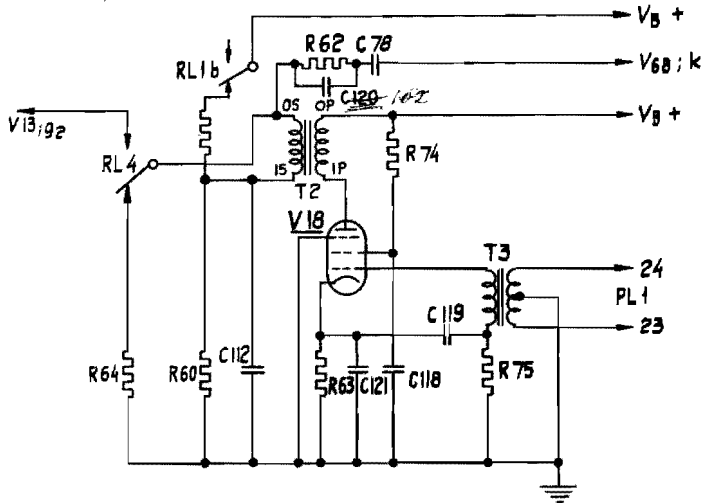 VB +
R62
C78
RL1b
V6B; k
C120 102
VB +
V13; g2
OS
OP
RL4
R74
IS
IP
T2
V18
T3
24
PL1
C119
23
R64
R60
C112
R63
C121
C118
R75